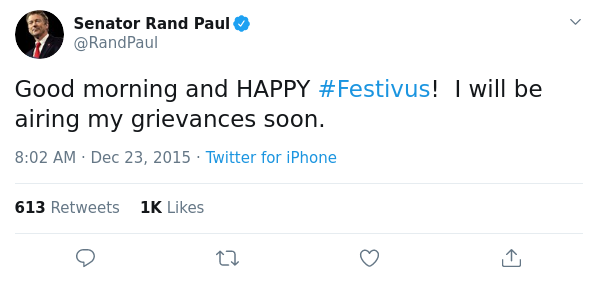 Senator Rand Paul
@RandPaul
Good morning and HAPPY #Festivus!  I will be
airing my grievances soon.
8:02 AM · Dec 23, 2015 · Twitter for iPhone
613 Retweets 1K Likes